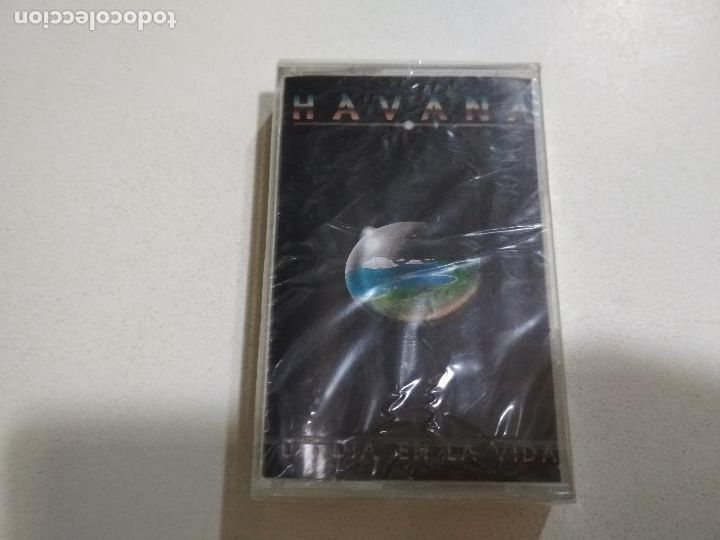 todocoleccion
HAVANA
UN DIA EN LA VIDA